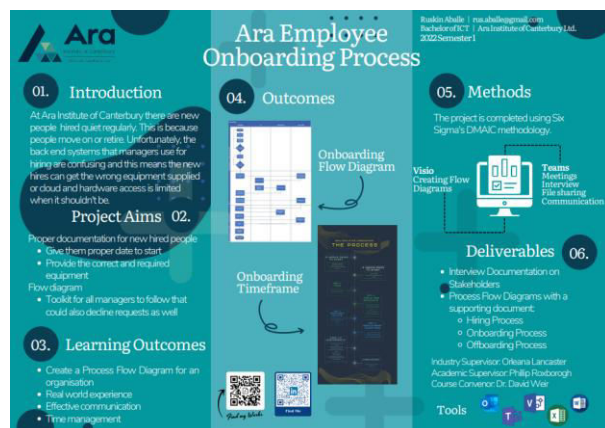 Ara
Ara Employee
Onboarding Process
Ruskin Aballe | rus.aballe@gmail.com
Bachelor of ICT | Ara Institute of Canterbury Ltd.
2022 Semester 1
01. Introduction
At Ara Institute of Canterbury there are new
people hired quiet regularly. This is because
people move on or retire. Unfortunately, the
back end systems that managers use for
hiring are confusing and this means the new
hires can get the wrong equipment supplied
or cloud and hardware access is limited
when it shouldn't be.
Project Aims 02.
Proper documentation for new hired people
Give them proper date to start
Provide the correct and required
equipment
Flow diagram
Toolkit for all managers to follow that
could also decline requests as well
03. Learning Outcomes
Create a Process Flow Diagram for an
organisation
Real world experience
Effective communication
Time management
04. Outcomes
Onboarding
Flow Diagram
Onboarding
Timeframe
THE PROCESS
Find my Works
Find Me
05. Methods
The project is completed using Six
Sigma's DMAIC methodology.
Visio
Creating Flow
Diagrams
Teams
Meetings
Interview
File sharing
Communication
Deliverables 06.
Interview Documentation on
Stakeholders
Process Flow Diagrams with a
supporting document:
Hiring Process
Onboarding Process
Offboarding Process
Industry Supervisor: Orleana Lancaster
Academic Supervisor: Phillip Roxborogh
Course Convenor: Dr. David Weir
Tools